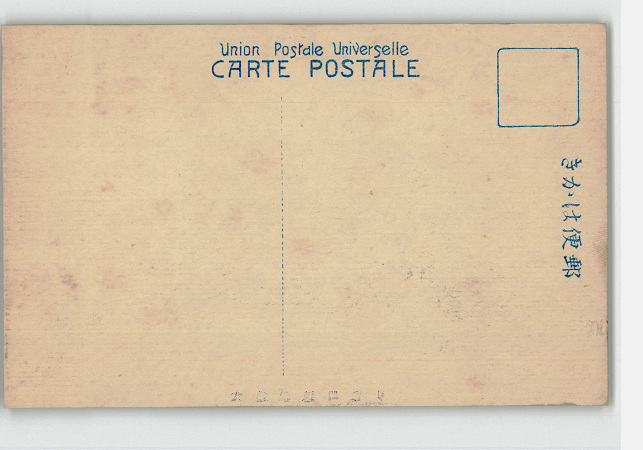 Union Postale Universelle
CARTE POSTALE
郵便はかき